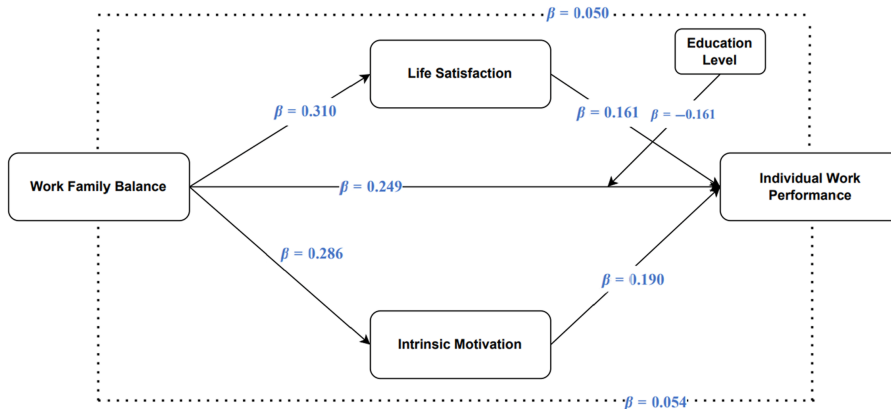 β = 0.050
Education
Level
Life Satisfaction
β = 0.310
β = 0.161
β = −0.161
Work Family Balance
β = 0.249
Individual Work
Performance
β = 0.286
β = 0.190
Intrinsic Motivation
β = 0.054